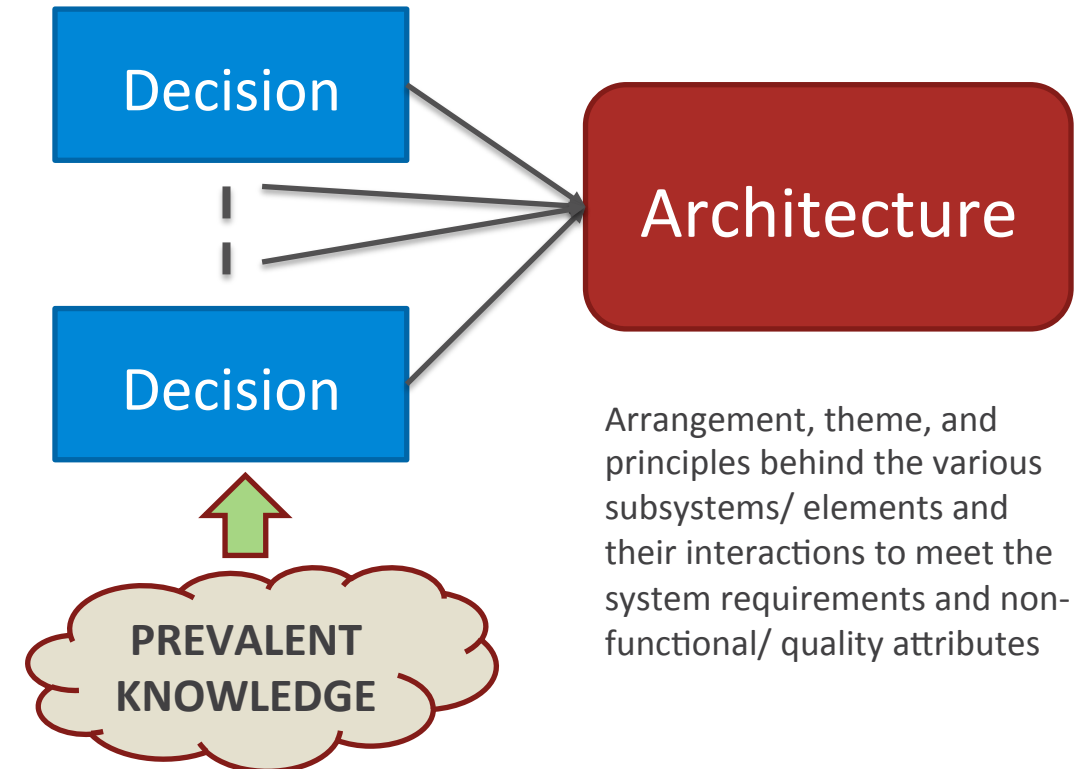 Decision
Architecture
Decision
Arrangement, theme, and
principles behind the various
subsystems/ elements and
their interactions to meet the
system requirements and non-
functional/ quality attributes
PREVALENT
KNOWLEDGE